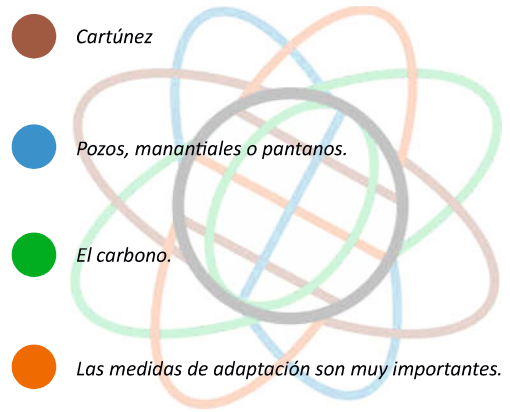 Cartúnez
Pozos, manantiales o pantanos.
El carbono.
Las medidas de adaptación son muy importantes.